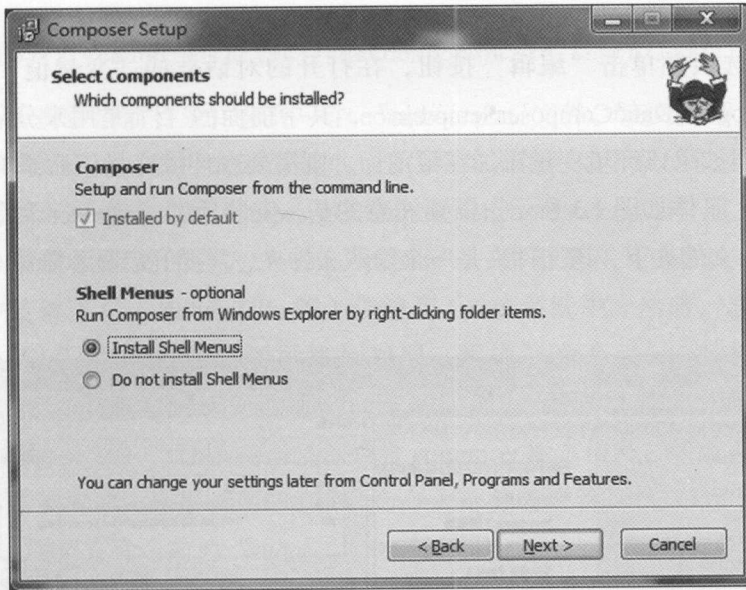 Composer Setup
Select Components
Which components should be installed?
Composer
Setup and run Composer from the command line.
Installed by default
Shell Menus - optional
Run Composer from Windows Explorer by right-clicking folder items.
Install Shell Menus
Do not install Shell Menus
You can change your settings later from Control Panel, Programs and Features.
< Back
Next >
Cancel